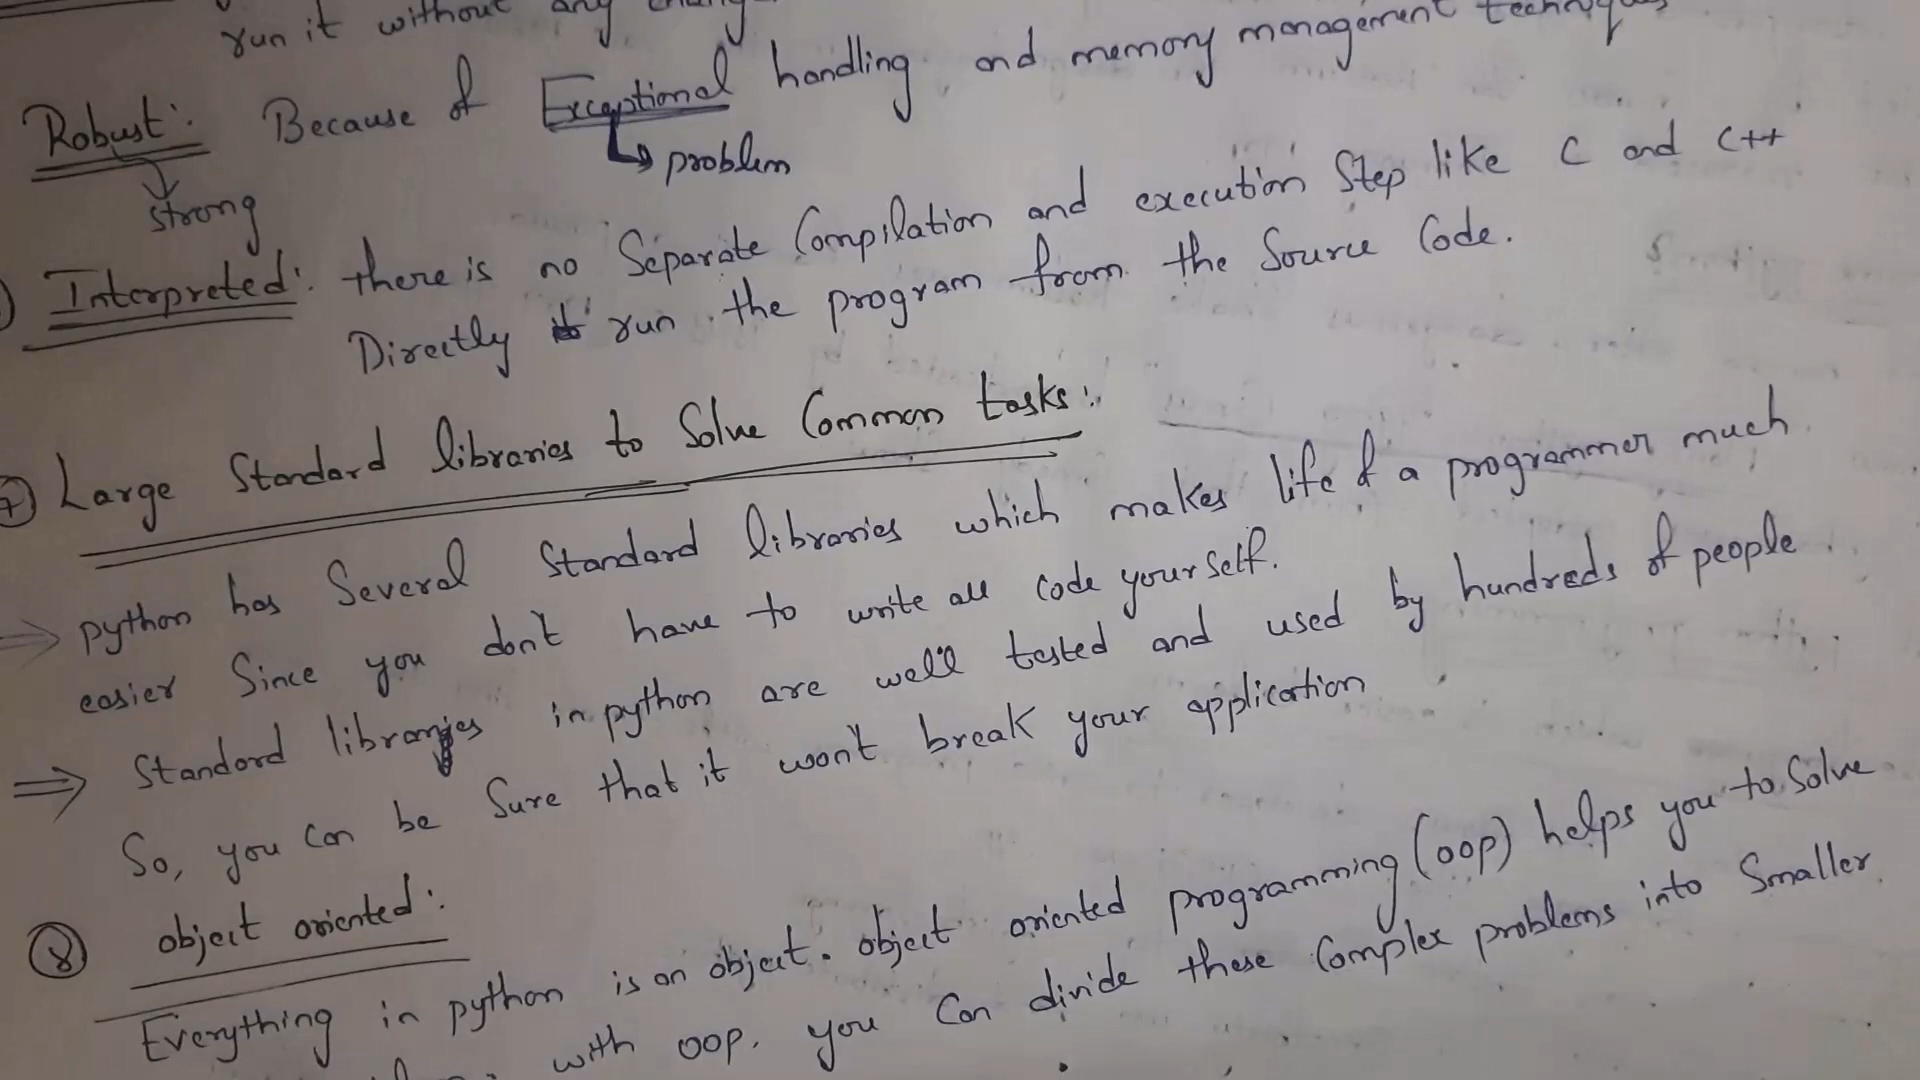 run it without any
Robust: Because of Exceptional handling and memory management techniques
↳ problem
strong
Interpreted: there is no Separate Compilation and execution Step like C and C++
Directly run the program from the Source Code.
7 Large Standard libraries to Solve Common tasks:
⇒ python has Several Standard libraries which makes life of a programmer much
easier Since you don't have to write all code yourself.
⇒ Standard libraries in python are well tested and used by hundreds of people
So, you can be Sure that it won't break your application
8 object oriented:
Everything in python is an object. object oriented programming (oop) helps you to Solve
with oop, you can divide these Complex problems into Smaller